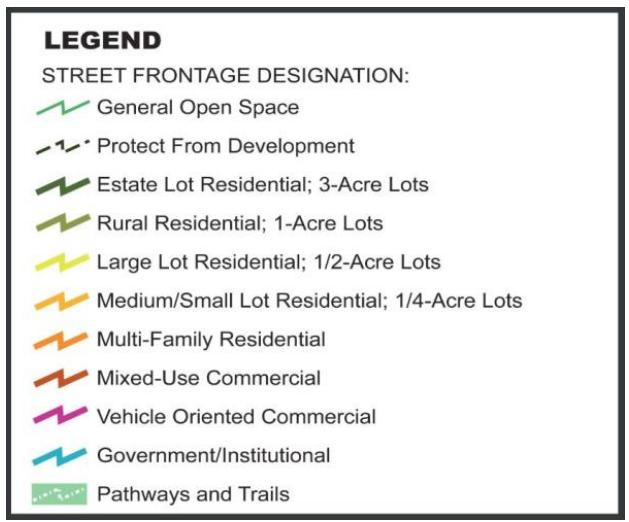 LEGEND
STREET FRONTAGE DESIGNATION:
General Open Space
Protect From Development
Estate Lot Residential; 3-Acre Lots
Rural Residential; 1-Acre Lots
Large Lot Residential; 1/2-Acre Lots
Medium/Small Lot Residential; 1/4-Acre Lots
Multi-Family Residential
Mixed-Use Commercial
Vehicle Oriented Commercial
Government/Institutional
Pathways and Trails